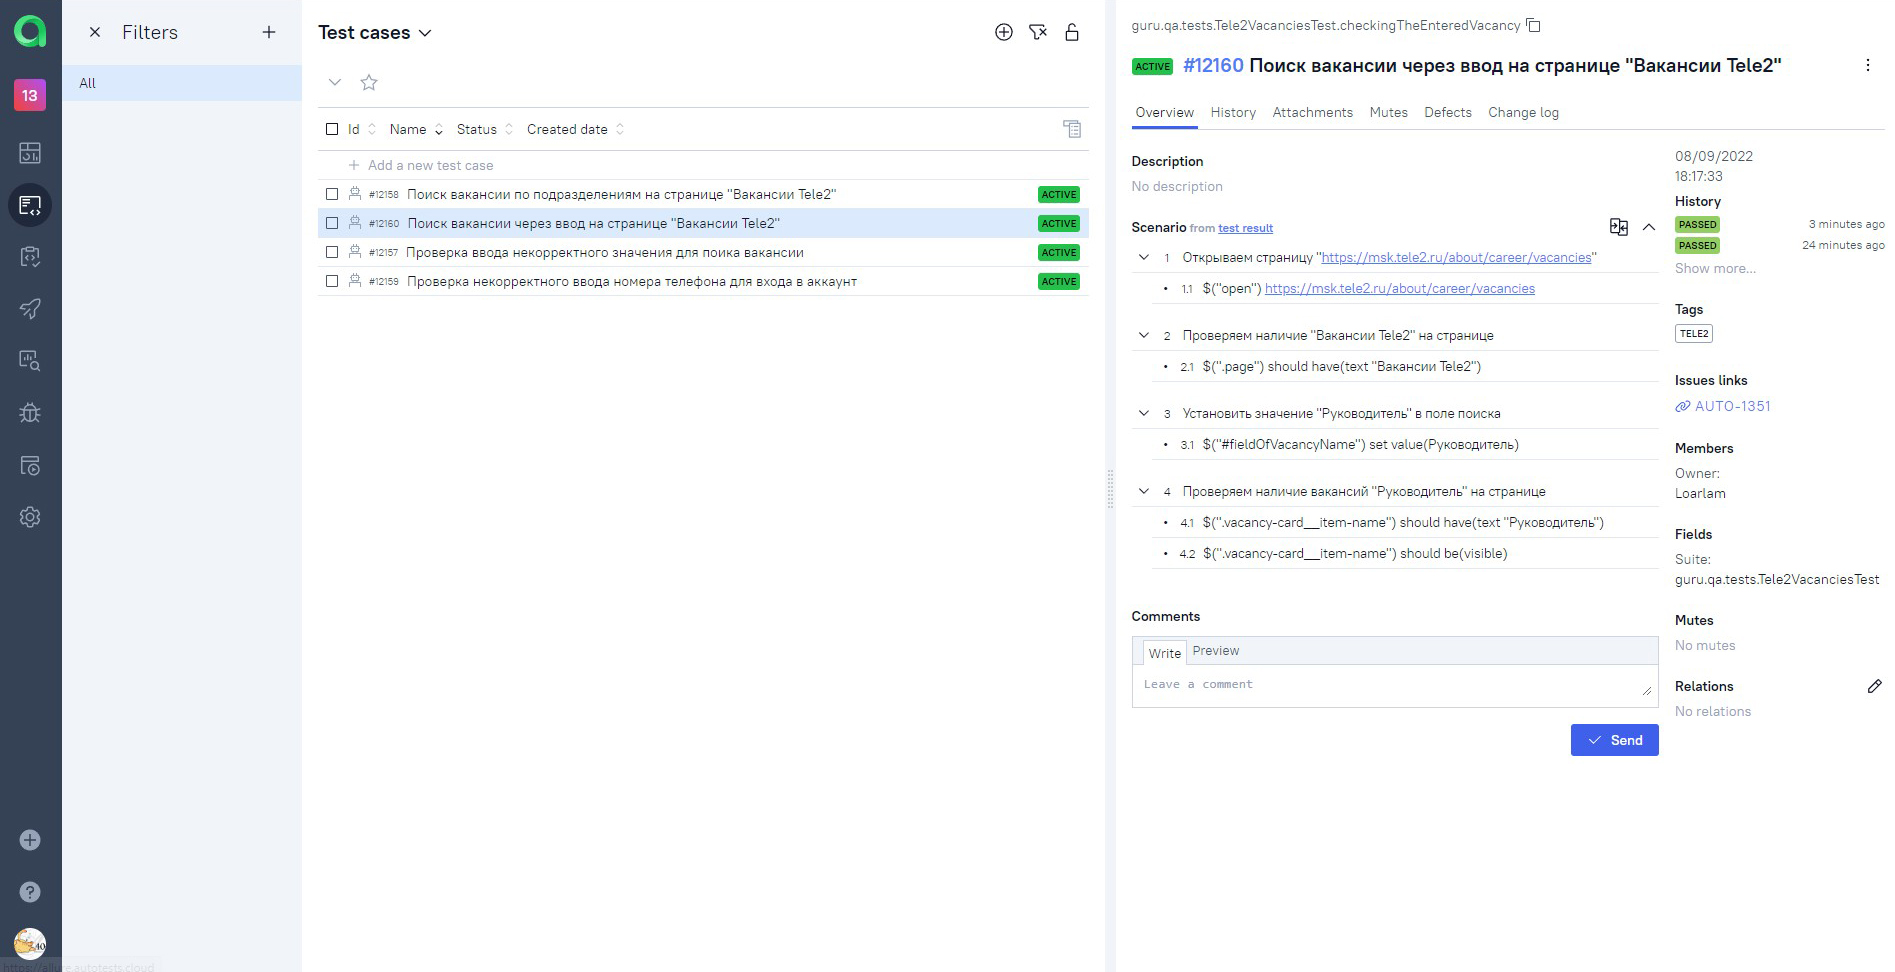 Filters
All
13
Test cases
Id Name Status Created date
Add a new test case
#12158 Поиск вакансии по подразделениям на странице "Вакансии Tele2" ACTIVE
#12160 Поиск вакансии через ввод на странице "Вакансии Tele2" ACTIVE
#12157 Проверка ввода некорректного значения для поика вакансии ACTIVE
#12159 Проверка некорректного ввода номера телефона для входа в аккаунт ACTIVE
guru.qa.tests.Tele2VacanciesTest.checkingTheEnteredVacancy
ACTIVE #12160 Поиск вакансии через ввод на странице "Вакансии Tele2"
Overview History Attachments Mutes Defects Change log
Description
No description
Scenario from test result
1 Открываем страницу "https://msk.tele2.ru/about/career/vacancies"
1.1 $("open") https://msk.tele2.ru/about/career/vacancies
2 Проверяем наличие "Вакансии Tele2" на странице
2.1 $(".page") should have(text "Вакансии Tele2")
3 Установить значение "Руководитель" в поле поиска
3.1 $("#fieldOfVacancyName") set value(Руководитель)
4 Проверяем наличие вакансий "Руководитель" на странице
4.1 $(".vacancy-card__item-name") should have(text "Руководитель")
4.2 $(".vacancy-card__item-name") should be(visible)
Comments
Write Preview
Leave a comment
Send
08/09/2022
18:17:33
History
PASSED 3 minutes ago
PASSED 24 minutes ago
Show more...
Tags
TELE2
Issues links
AUTO-1351
Members
Owner:
Loarlam
Fields
Suite:
guru.qa.tests.Tele2VacanciesTest
Mutes
No mutes
Relations
No relations
https://allure.autotests.cloud